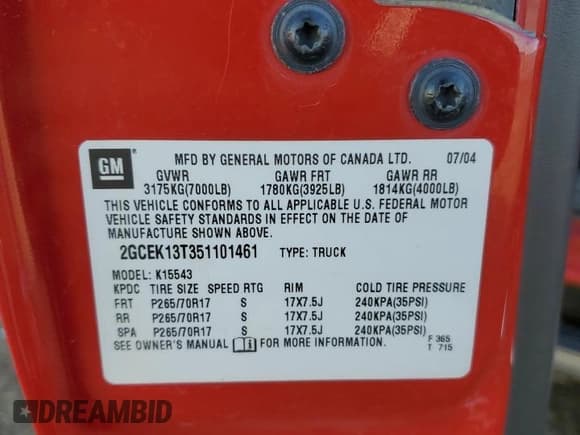 GM
MFD BY GENERAL MOTORS OF CANADA LTD. 07/04
GVWR GAWR FRT GAWR RR
3175KG(7000LB) 1780KG(3925LB) 1814KG(4000LB)
THIS VEHICLE CONFORMS TO ALL APPLICABLE U.S. FEDERAL MOTOR
VEHICLE SAFETY STANDARDS IN EFFECT ON THE DATE OF
MANUFACTURE SHOWN ABOVE.
2GCEK13T351101461 TYPE: TRUCK
MODEL: K15543
KPDC TIRE SIZE SPEED RTG RIM COLD TIRE PRESSURE
FRT P265/70R17 S 17X7.5J 240KPA(35PSI)
RR P265/70R17 S 17X7.5J 240KPA(35PSI)
SPA P265/70R17 S 17X7.5J 240KPA(35PSI)
SEE OWNER'S MANUAL FOR MORE INFORMATION. F 365
T 715
DREAMBID